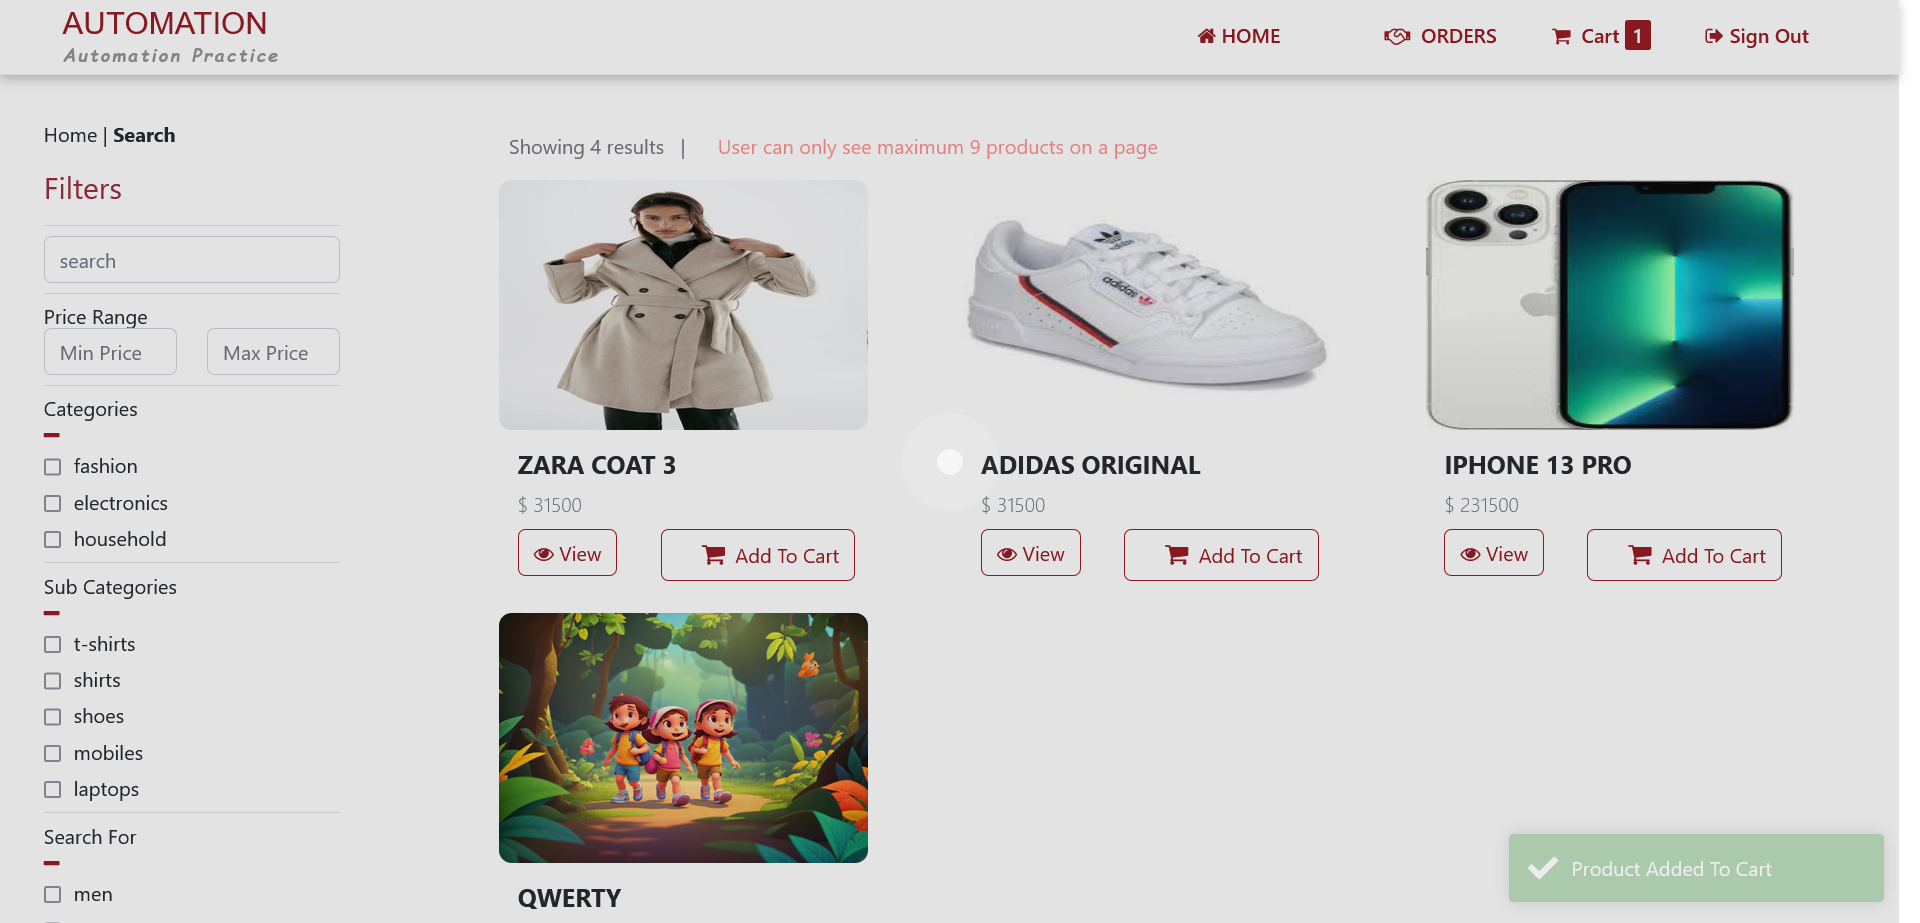 AUTOMATION
Automation Practice
HOME
ORDERS
Cart 1
Sign Out
Home | Search
Filters
search
Price Range
Min Price
Max Price
Categories
fashion
electronics
household
Sub Categories
t-shirts
shirts
shoes
mobiles
laptops
Search For
men
Showing 4 results |
User can only see maximum 9 products on a page
adidas
adidas
ZARA COAT 3
$ 31500
View
Add To Cart
ADIDAS ORIGINAL
$ 31500
View
Add To Cart
IPHONE 13 PRO
$ 231500
View
Add To Cart
QWERTY
Product Added To Cart